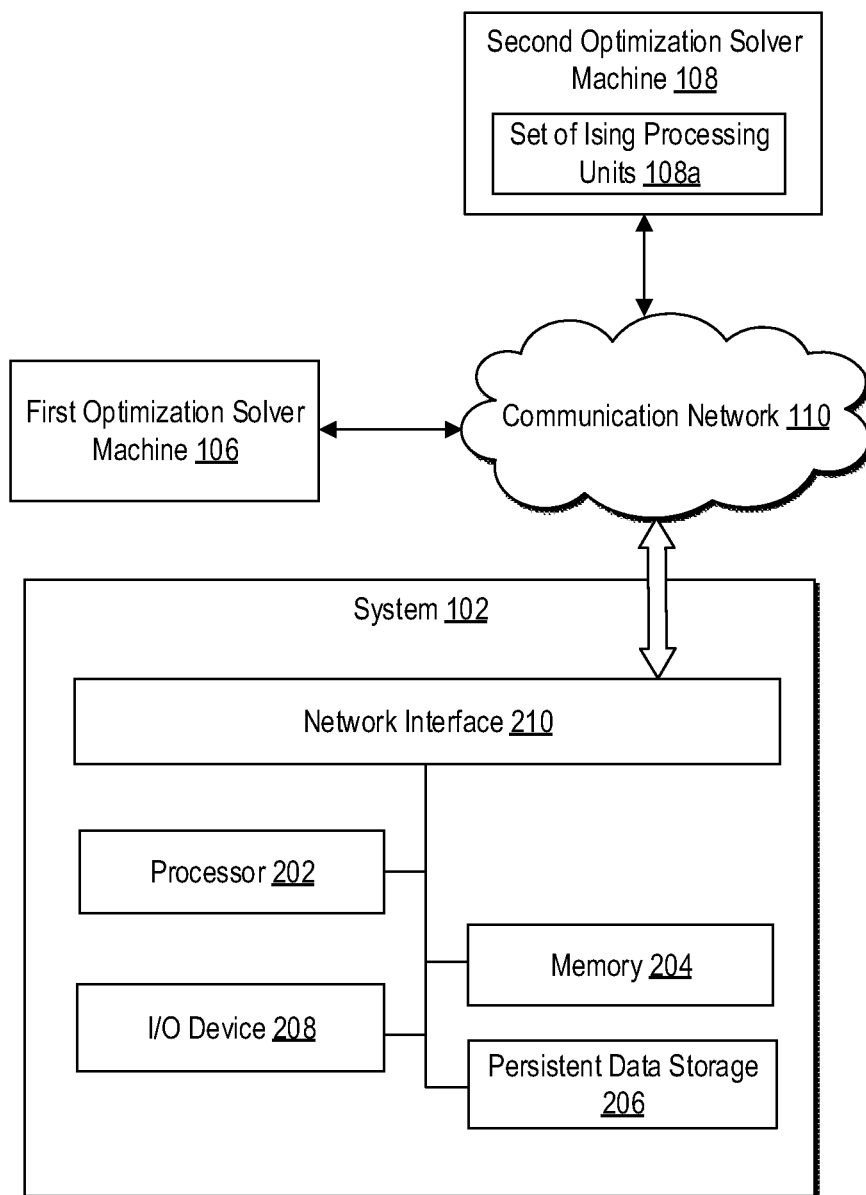 Second Optimization Solver
Machine 108
Set of Ising Processing
Units 108a
First Optimization Solver
Machine 106
Communication Network 110
System 102
Network Interface 210
Processor 202
Memory 204
I/O Device 208
Persistent Data Storage
206